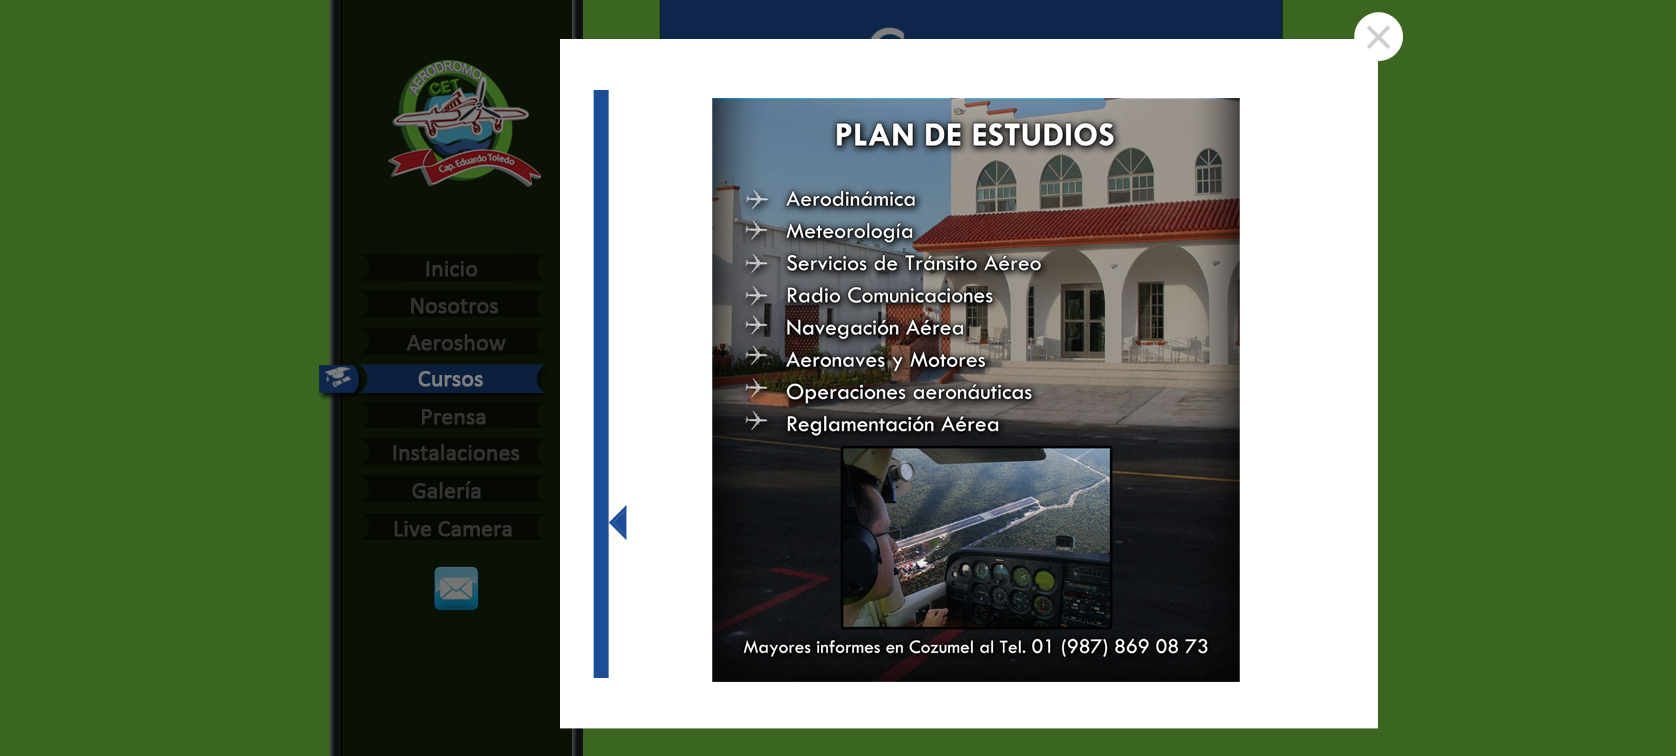 AERODROMO
CET
Cap. Eduardo Toledo
Inicio
Nosotros
Aeroshow
Cursos
Prensa
Instalaciones
Galería
Live Camera
PLAN DE ESTUDIOS
Aerodinámica
Meteorología
Servicios de Tránsito Aéreo
Radio Comunicaciones
Navegación Aérea
Aeronaves y Motores
Operaciones aeronáuticas
Reglamentación Aérea
Mayores informes en Cozumel al Tel. 01 (987) 869 08 73